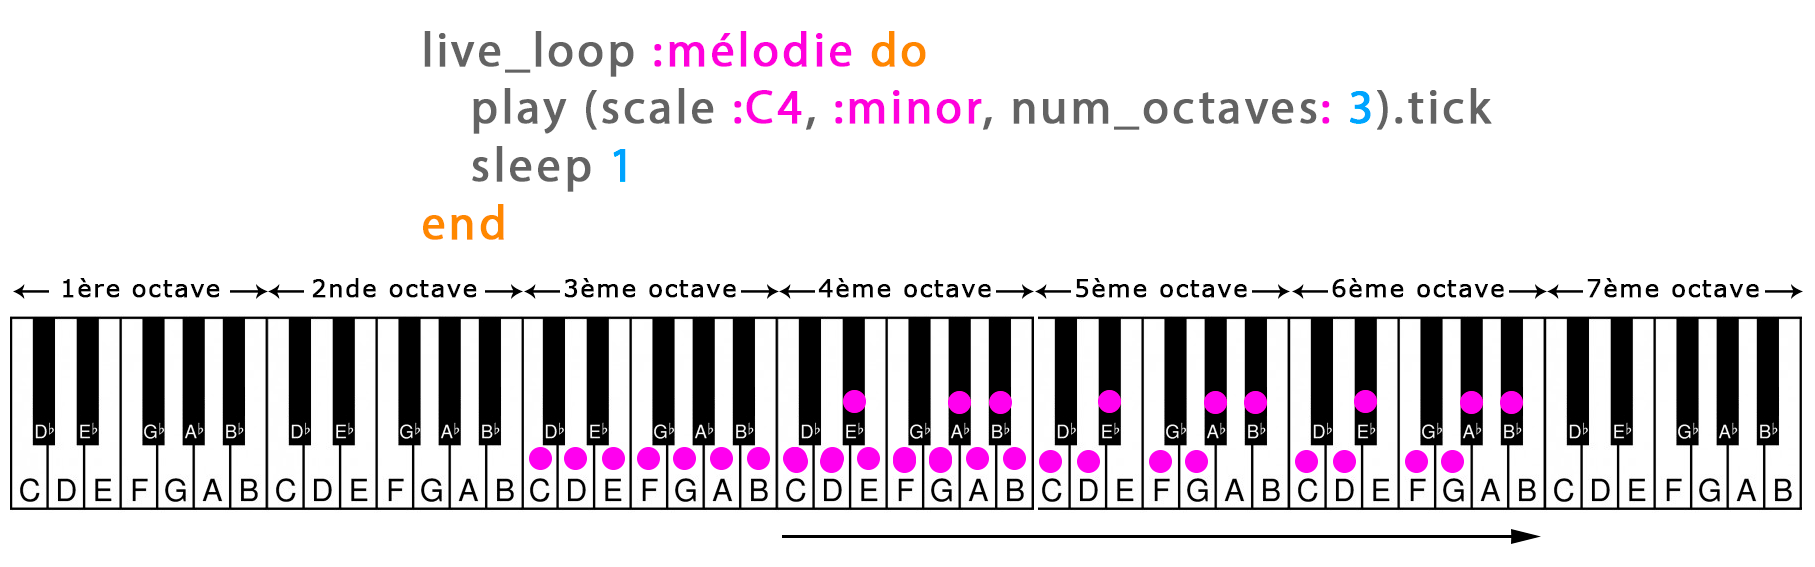 live_loop :mélodie do
play (scale :C4, :minor, num_octaves: 3).tick
sleep 1
end
1ère octave 2nde octave 3ème octave 4ème octave 5ème octave 6ème octave 7ème octave
D♭ E♭ G♭ A♭ B♭ D♭ E♭ G♭ A♭ B♭ D♭ E♭ G♭ A♭ B♭ D♭ E♭ G♭ A♭ B♭ D♭ E♭ G♭ A♭ B♭ D♭ E♭ G♭ A♭ B♭ D♭ E♭ G♭ A♭ B♭
C D E F G A B C D E F G A B C D E F G A B C D E F G A B C D E F G A B C D E F G A B C D E F G A B